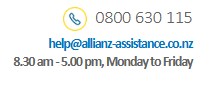 0800 630 115
help@allianz-assistance.co.nz
8.30 am - 5.00 pm, Monday to Friday